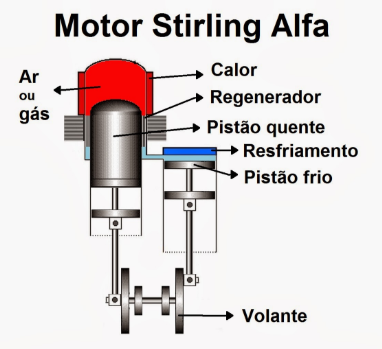 Motor Stirling Alfa
Ar
ou
gás
Calor
Regenerador
Pistão quente
Resfriamento
Pistão frio
Volante